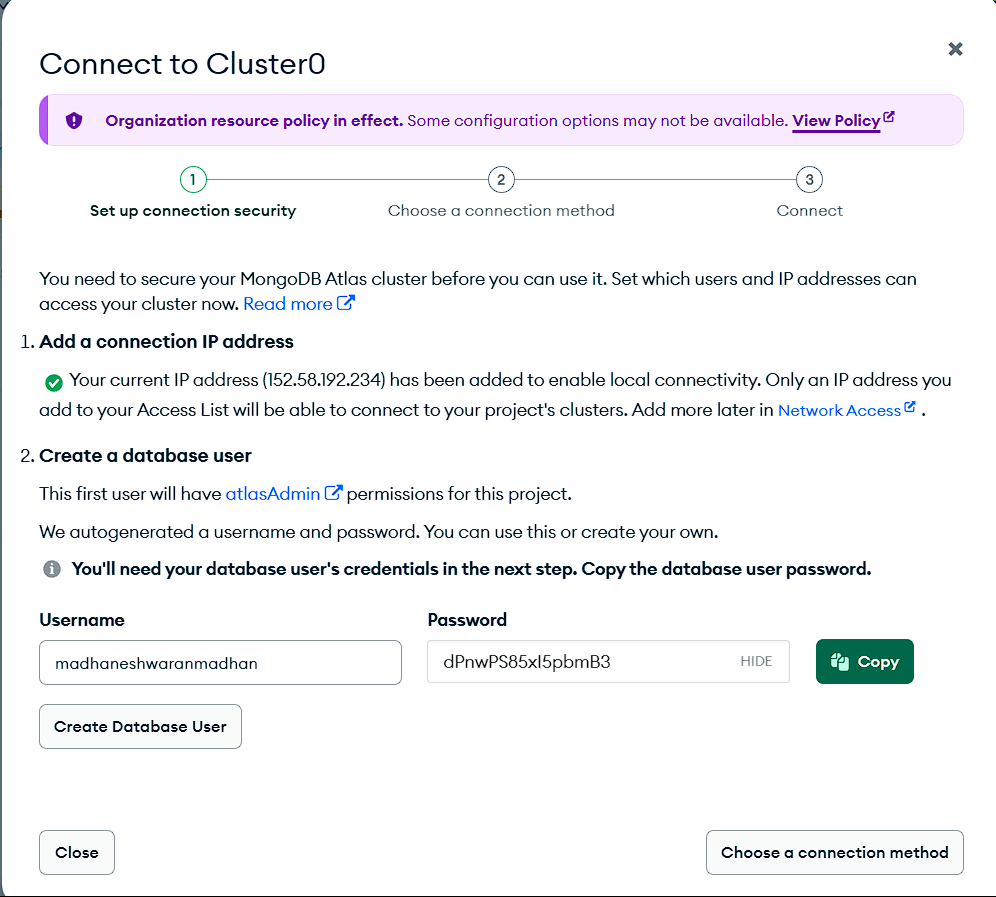 Connect to Cluster0
Organization resource policy in effect. Some configuration options may not be available. View Policy
1
2
3
Set up connection security
Choose a connection method
Connect
You need to secure your MongoDB Atlas cluster before you can use it. Set which users and IP addresses can
access your cluster now. Read more
1. Add a connection IP address
Your current IP address (152.58.192.234) has been added to enable local connectivity. Only an IP address you
add to your Access List will be able to connect to your project's clusters. Add more later in Network Access .
2. Create a database user
This first user will have atlasAdmin permissions for this project.
We autogenerated a username and password. You can use this or create your own.
You'll need your database user's credentials in the next step. Copy the database user password.
Username
Password
madhaneshwaranmadhan
dPnwPS85xI5pbmB3 HIDE
Copy
Create Database User
Close
Choose a connection method